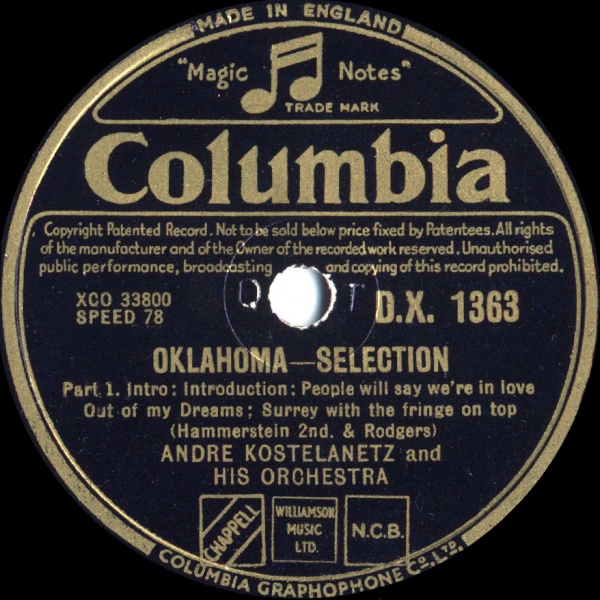 MADE IN ENGLAND
"Magic Notes"
TRADE MARK
Columbia
Copyright Patented Record. Not to be sold below price fixed by Patentees. All rights
of the manufacturer and of the Owner of the recorded work reserved. Unauthorised
public performance, broadcasting and copying of this record prohibited.
XCO 33800
SPEED 78
D.X. 1363
OKLAHOMA—SELECTION
Part 1. Intro: Introduction: People will say we're in love
Out of my Dreams; Surrey with the fringe on top
(Hammerstein 2nd. & Rodgers)
ANDRE KOSTELANETZ and
HIS ORCHESTRA
CHAPPELL
WILLIAMSON
MUSIC
LTD.
N.C.B.
COLUMBIA GRAPHOPHONE CO. LTD.